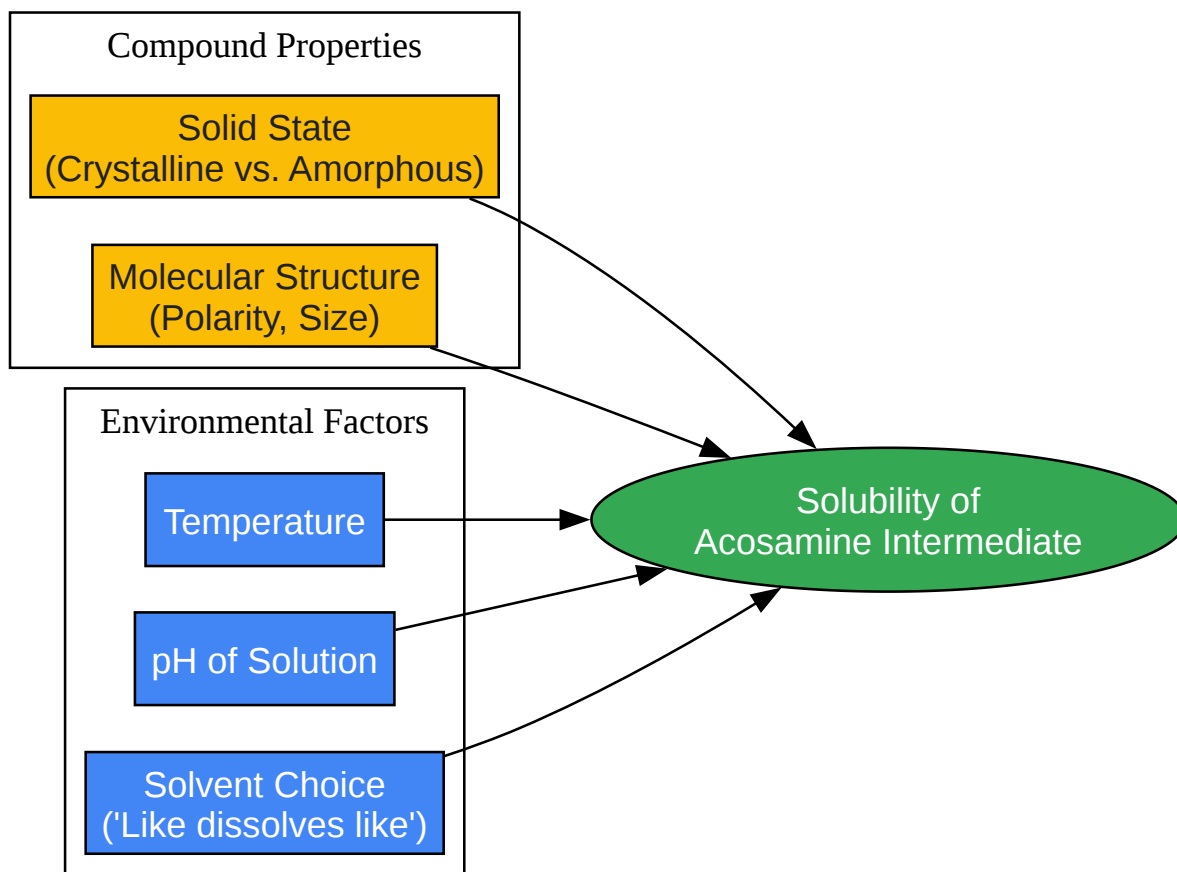 Compound Properties
Solid State
(Crystalline vs. Amorphous)
Molecular Structure
(Polarity, Size)
Environmental Factors
Temperature
pH of Solution
Solvent Choice
('Like dissolves like')
Solubility of
Acosamine Intermediate